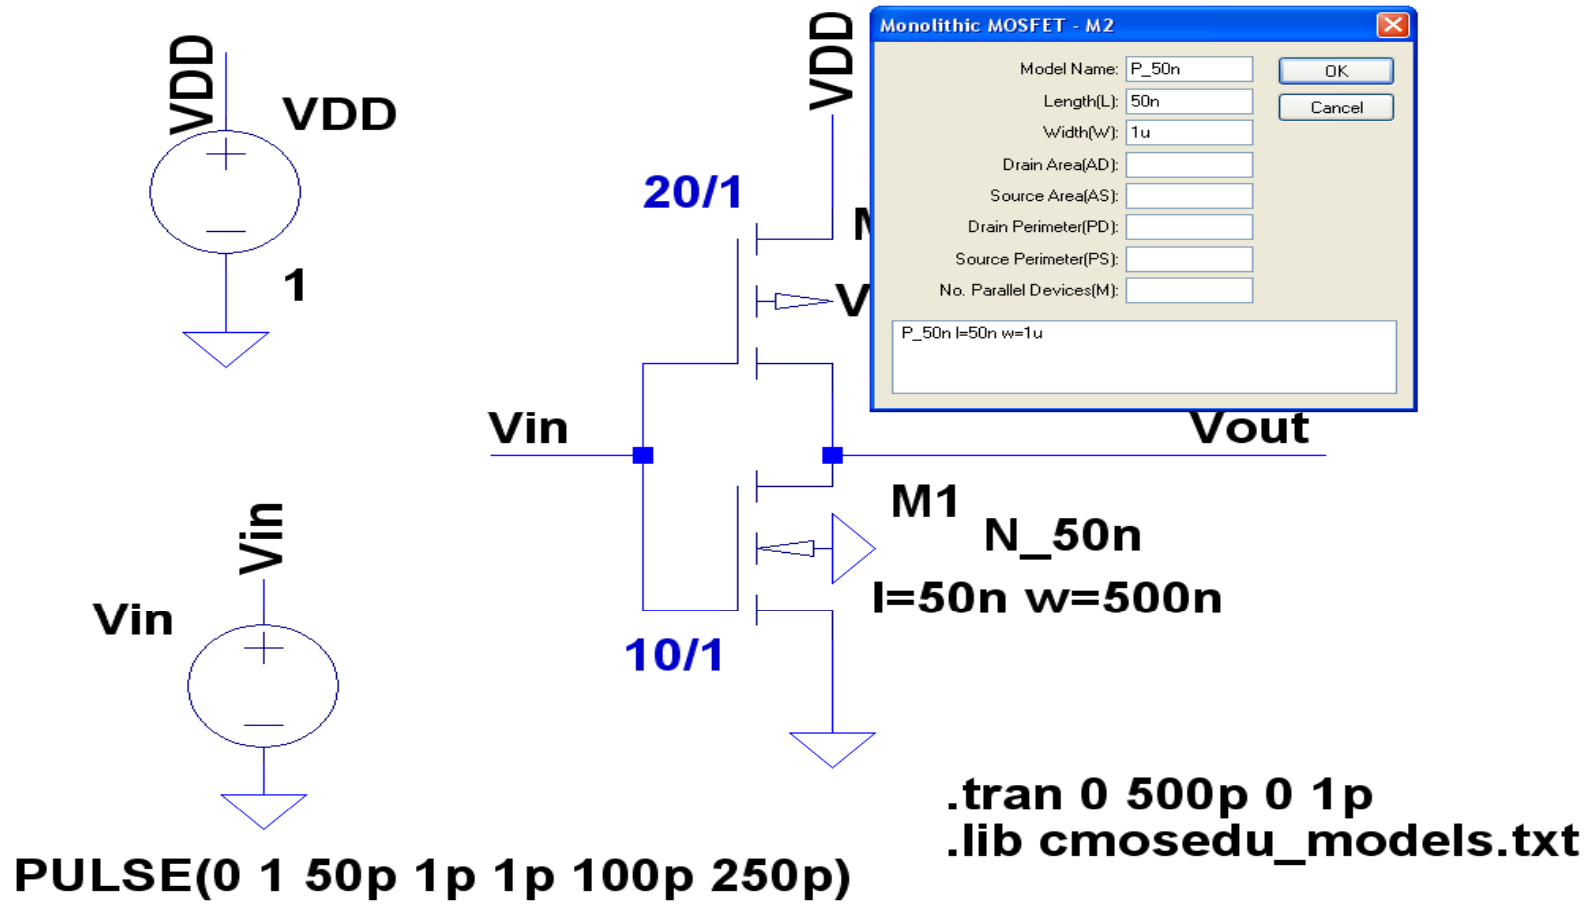 VDD
VDD
1
VDD
20/1
Monolithic MOSFET - M2
Model Name: P_50n
OK
Length(L): 50n
Cancel
Width(W): 1u
Drain Area(AD):
Source Area(AS):
Drain Perimeter(PD):
Source Perimeter(PS):
No. Parallel Devices(M):
P_50n l=50n w=1u
Vin
Vout
M1
N_50n
l=50n w=500n
10/1
Vin
Vin
PULSE(0 1 50p 1p 1p 100p 250p)
.tran 0 500p 0 1p
.lib cmosedu_models.txt